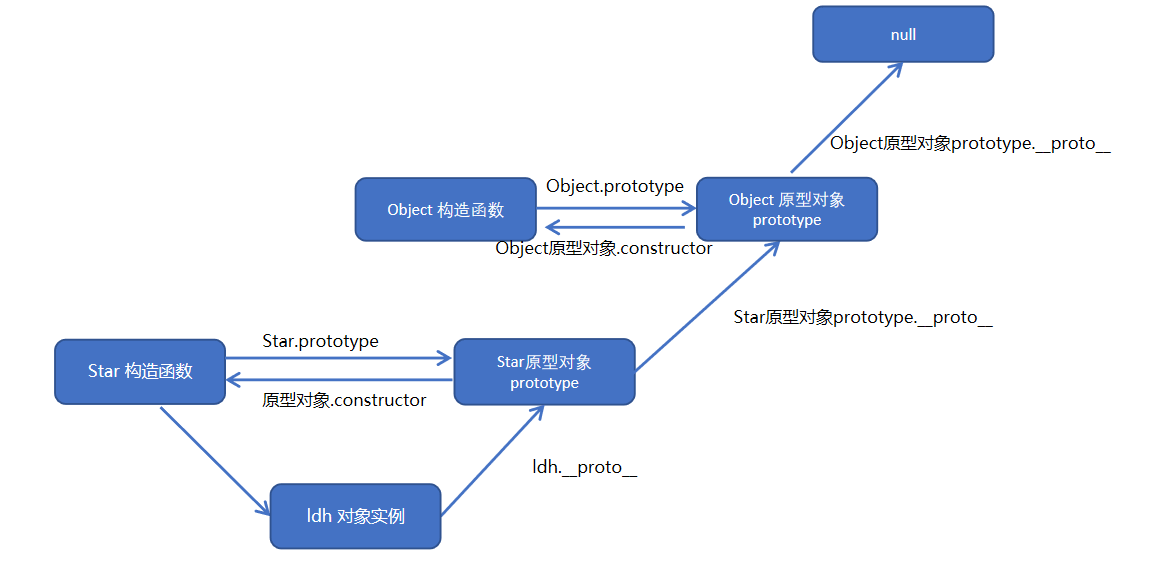 null
Object原型对象prototype.__proto__
Object.prototype
Object 构造函数
Object 原型对象
prototype
Object原型对象.constructor
Star原型对象prototype.__proto__
Star.prototype
Star 构造函数
Star原型对象
prototype
原型对象.constructor
ldh.__proto__
ldh 对象实例